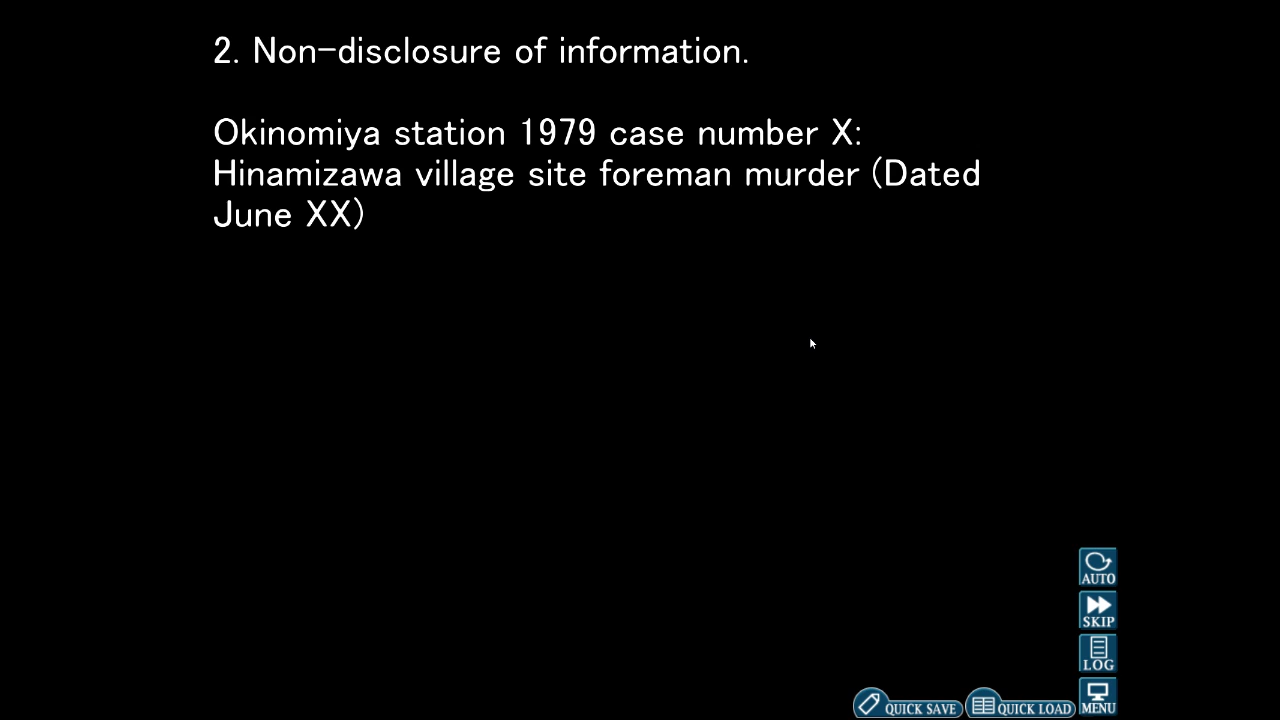 2. Non-disclosure of information.
Okinomiya station 1979 case number X:
Hinamizawa village site foreman murder (Dated
June XX)
AUTO
SKIP
LOG
MENU
QUICK SAVE
QUICK LOAD